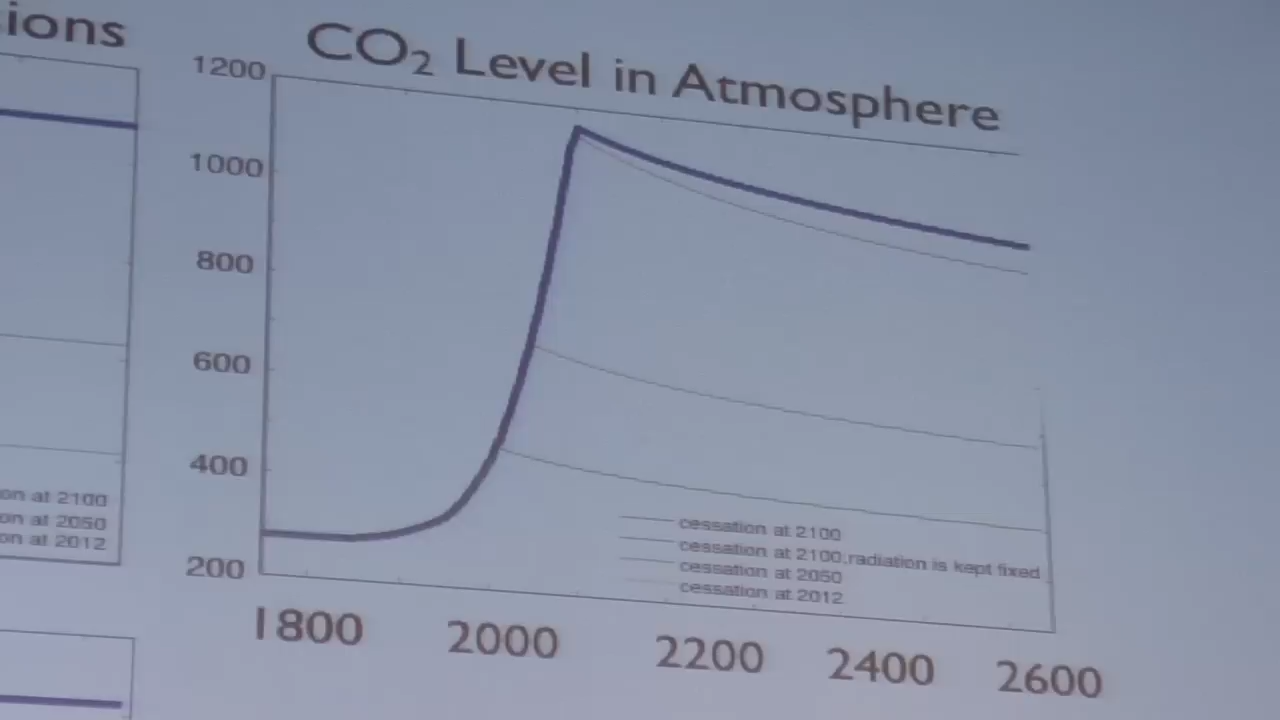 ions
CO₂ Level in Atmosphere
1200
1000
800
600
400
200
1800 2000 2200 2400 2600
cessation at 2100
cessation at 2100,radiation is kept fixed
cessation at 2050
cessation at 2012
on at 2100
on at 2050
on at 2012